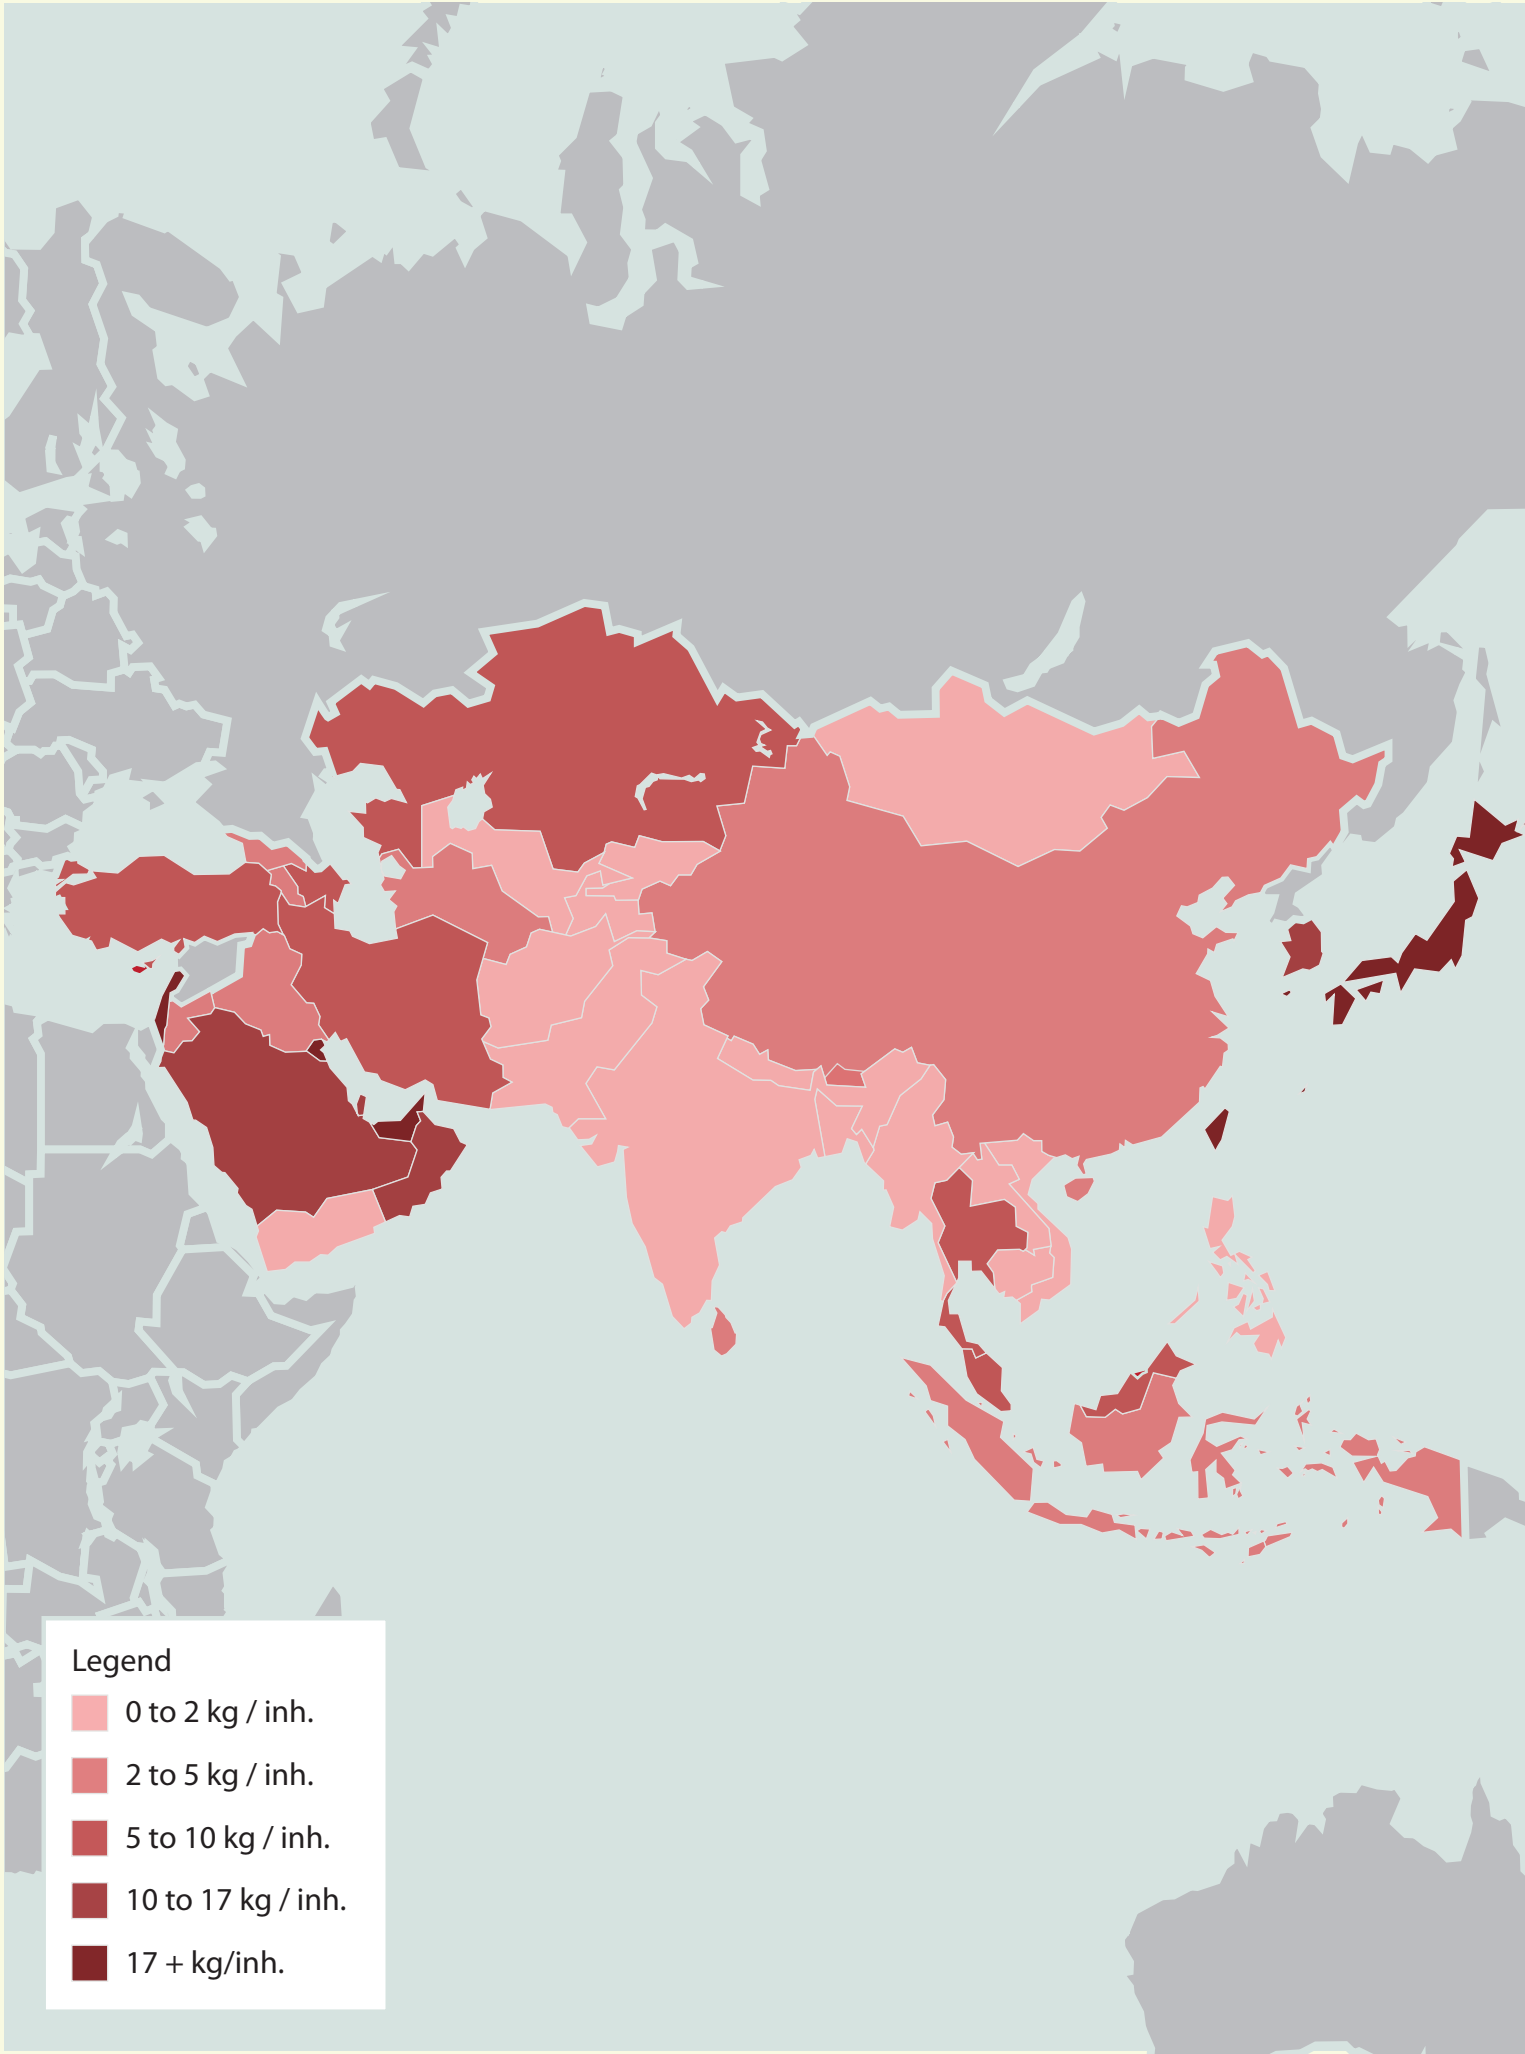 Legend
0 to 2 kg / inh.
2 to 5 kg / inh.
5 to 10 kg / inh.
10 to 17 kg / inh.
17 + kg/inh.